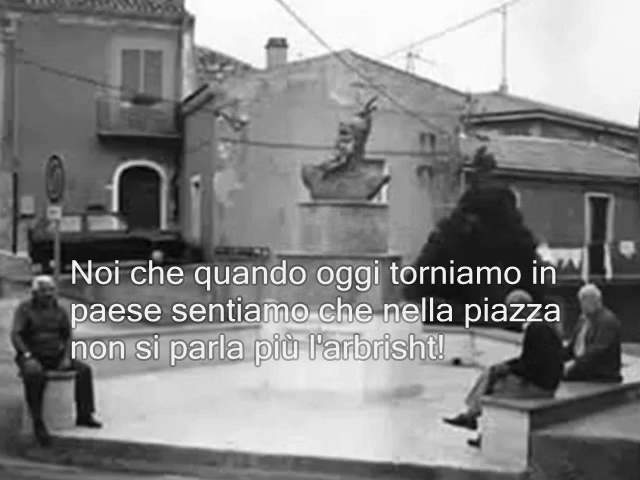 Noi che quando oggi torniamo in
paese sentiamo che nella piazza
non si parla più l'arbrisht!